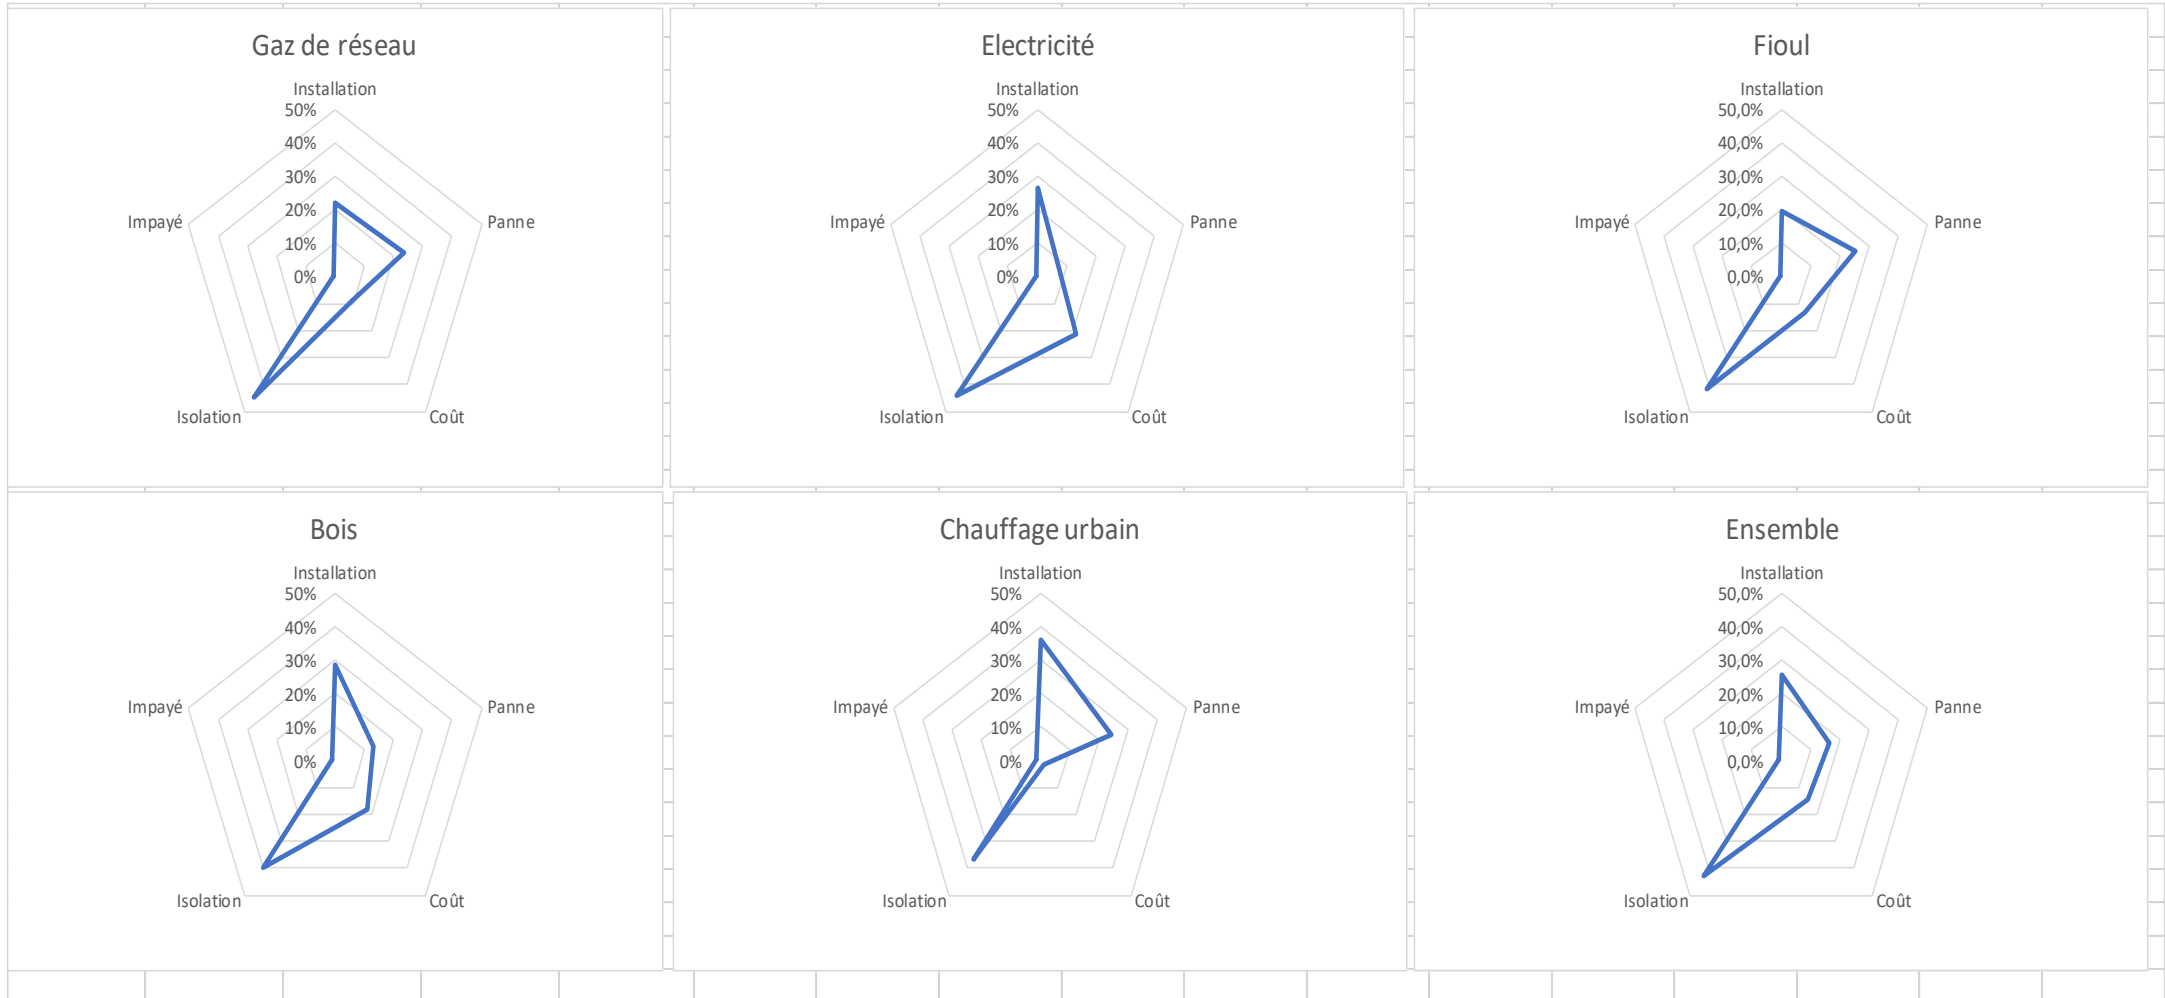 Gaz de réseau
Installation
50%
40%
30%
20%
10%
0%
Impayé
Panne
Isolation
Coût
Electricité
Installation
50%
40%
30%
20%
10%
0%
Impayé
Panne
Isolation
Coût
Fioul
Installation
50,0%
40,0%
30,0%
20,0%
10,0%
0,0%
Impayé
Panne
Isolation
Coût
Bois
Installation
50%
40%
30%
20%
10%
0%
Impayé
Panne
Isolation
Coût
Chauffage urbain
Installation
50%
40%
30%
20%
10%
0%
Impayé
Panne
Isolation
Coût
Ensemble
Installation
50,0%
40,0%
30,0%
20,0%
10,0%
0,0%
Impayé
Panne
Isolation
Coût